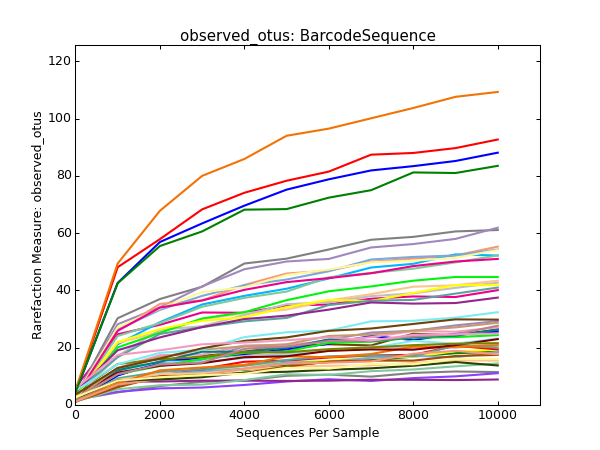 observed_otus: BarcodeSequence
120
100
80
60
40
20
0
Rarefaction Measure: observed_otus
0 2000 4000 6000 8000 10000
Sequences Per Sample